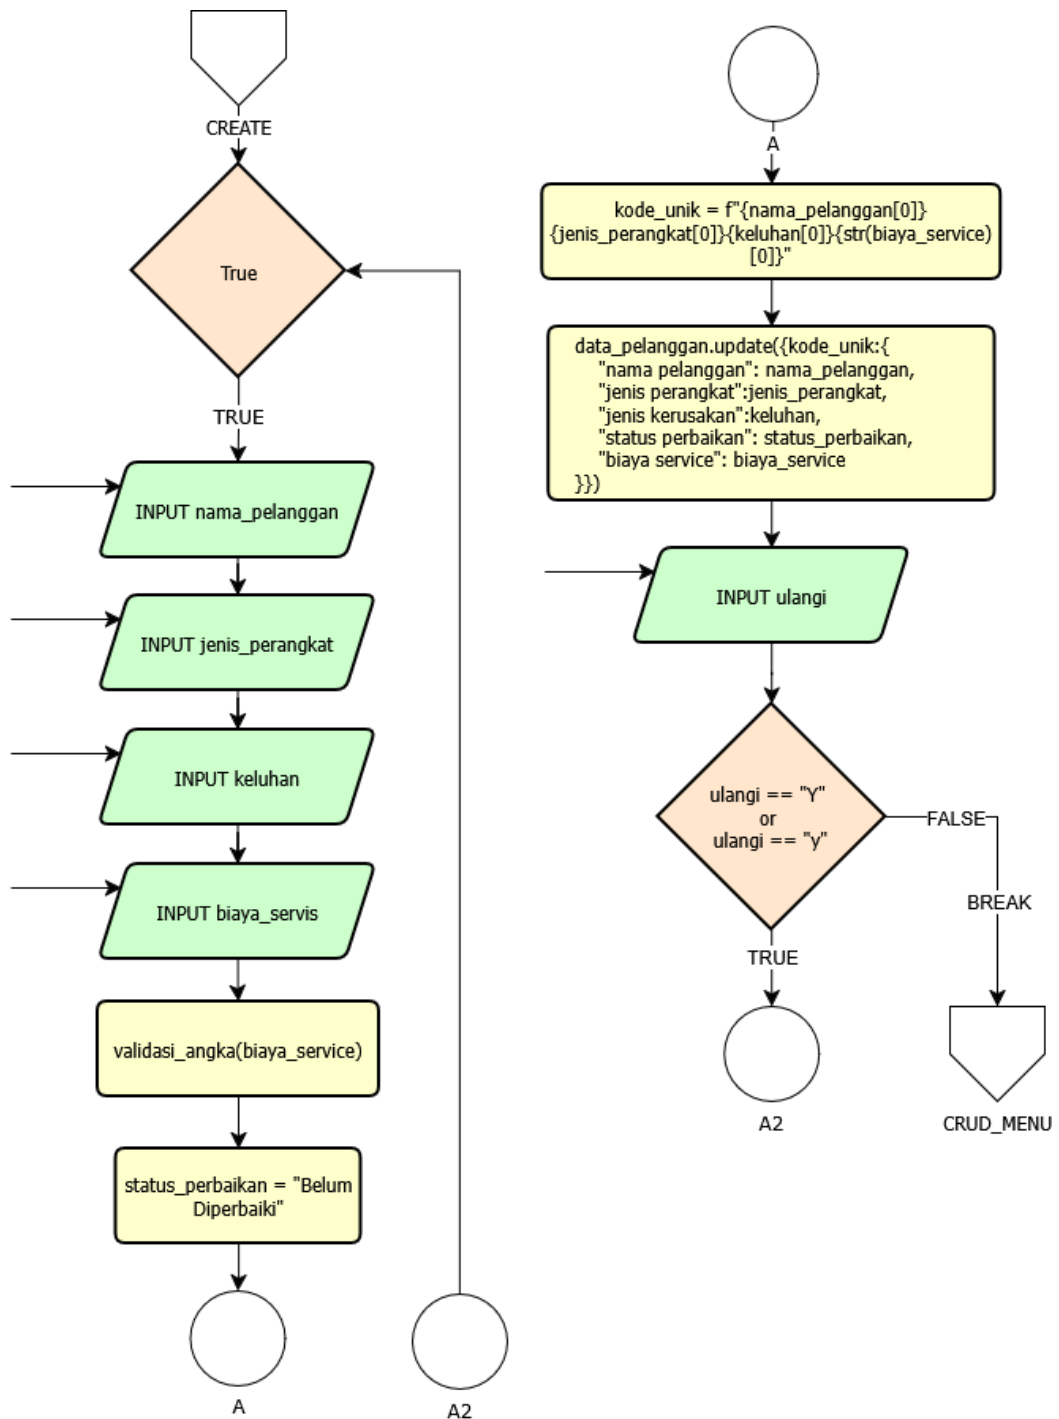 CREATE
True
TRUE
INPUT nama_pelanggan
INPUT jenis_perangkat
INPUT keluhan
INPUT biaya_servis
validasi_angka(biaya_service)
status_perbaikan = "Belum
Diperbaiki"
A
A2
A
kode_unik = f"{nama_pelanggan[0]}
{jenis_perangkat[0]}{keluhan[0]}{str(biaya_service)
[0]}"
data_pelanggan.update({kode_unik:{
"nama pelanggan": nama_pelanggan,
"jenis perangkat":jenis_perangkat,
"jenis kerusakan":keluhan,
"status perbaikan": status_perbaikan,
"biaya service": biaya_service
}})
INPUT ulangi
ulangi == "Y"
or
ulangi == "y"
FALSE
BREAK
TRUE
A2
CRUD_MENU